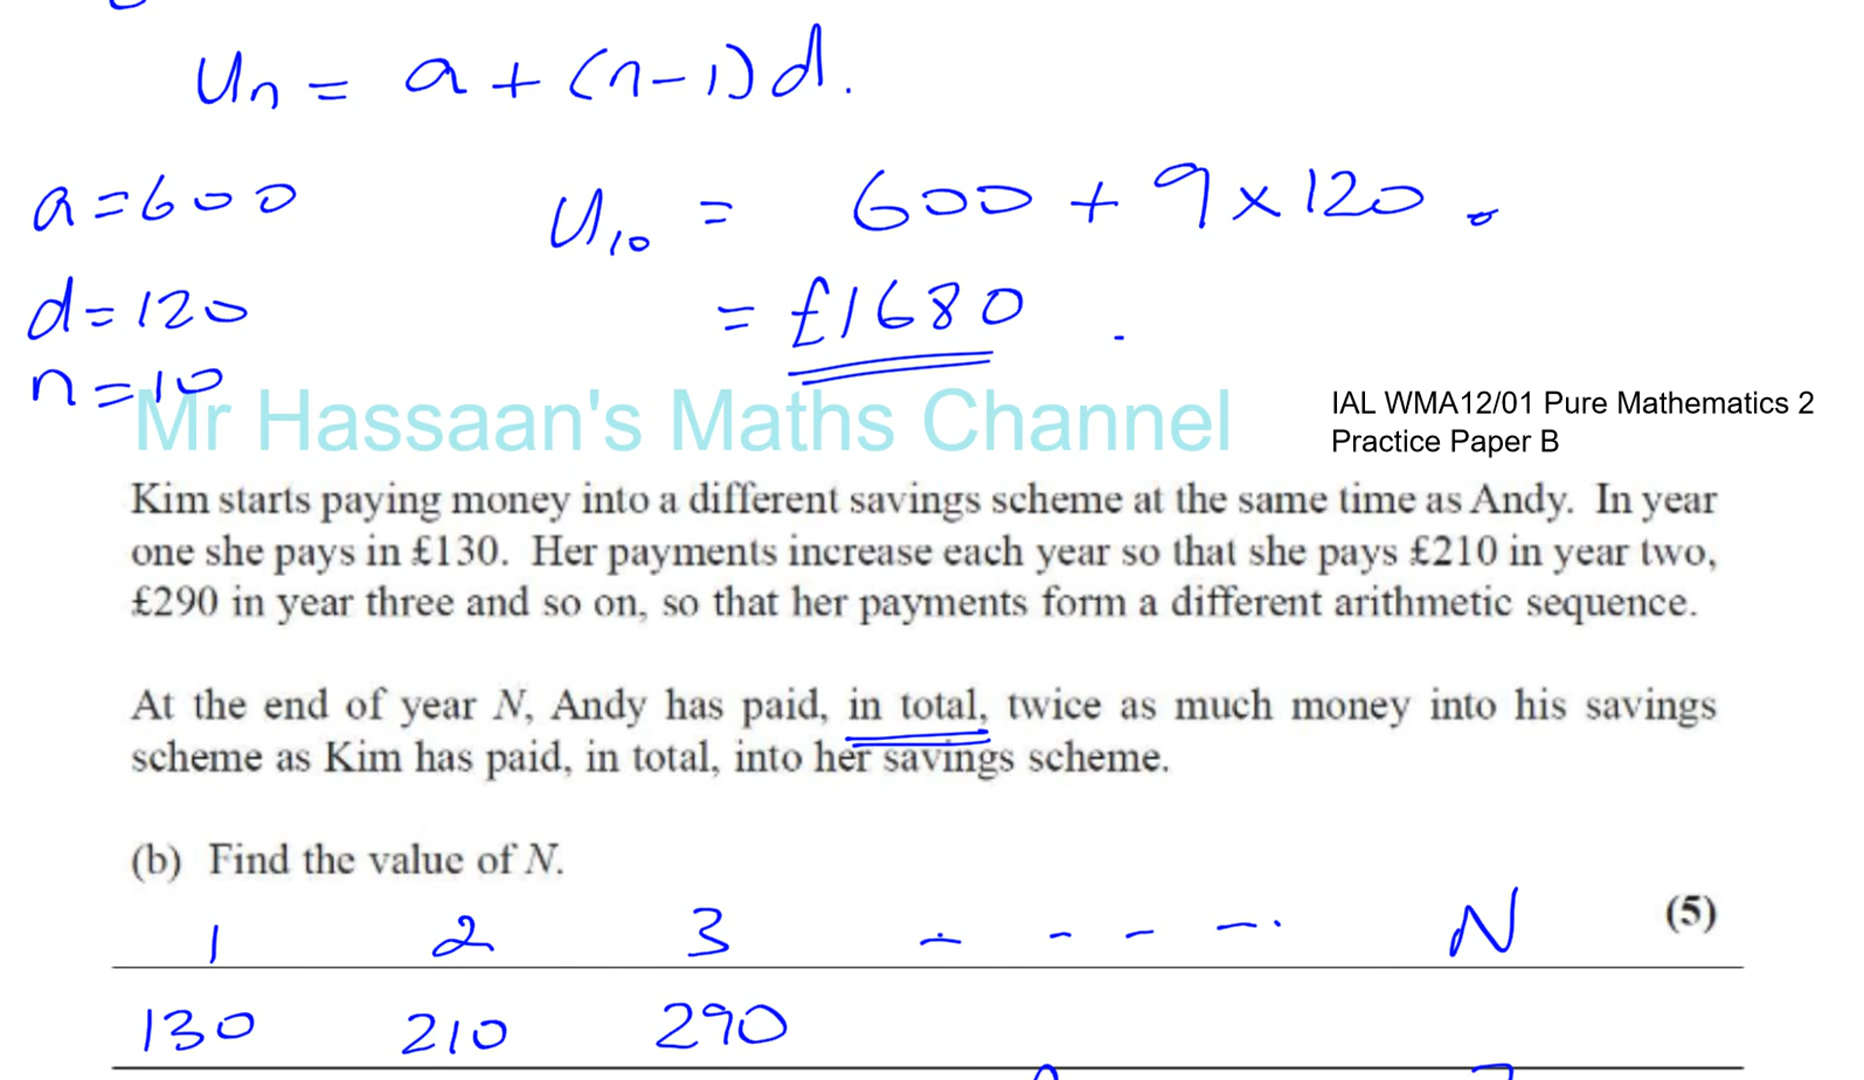 Un = a + (n-1)d.
a=600 U10 = 600 + 9 x 120.
d=120 = £1680
n=10
Mr Hassaan's Maths Channel
IAL WMA12/01 Pure Mathematics 2
Practice Paper B
Kim starts paying money into a different savings scheme at the same time as Andy. In year
one she pays in £130. Her payments increase each year so that she pays £210 in year two,
£290 in year three and so on, so that her payments form a different arithmetic sequence.
At the end of year N, Andy has paid, in total, twice as much money into his savings
scheme as Kim has paid, in total, into her savings scheme.
(b) Find the value of N.
(5)
1 2 3 - - - -. N
130 210 290